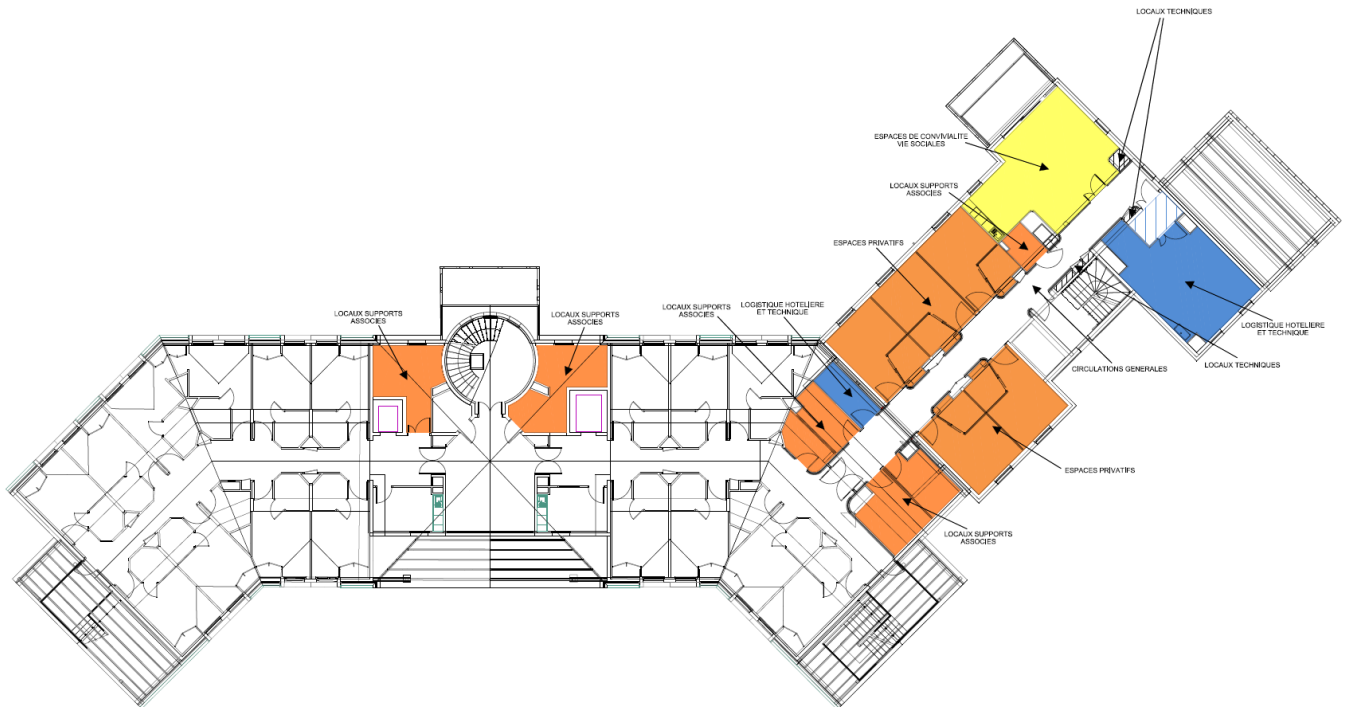 LOCAUX TECHNIQUES
ESPACES DE CONVIVIALITE
VIE SOCIALES
LOCAUX SUPPORTS
ASSOCIES
ESPACES PRIVATIFS
LOCAUX SUPPORTS
ASSOCIES
LOGISTIQUE HOTELIERE
ET TECHNIQUE
LOCAUX SUPPORTS
ASSOCIES
LOCAUX SUPPORTS
ASSOCIES
LOGISTIQUE HOTELIERE
ET TECHNIQUE
LOCAUX TECHNIQUES
CIRCULATIONS GENERALES
ESPACES PRIVATIFS
LOCAUX SUPPORTS
ASSOCIES